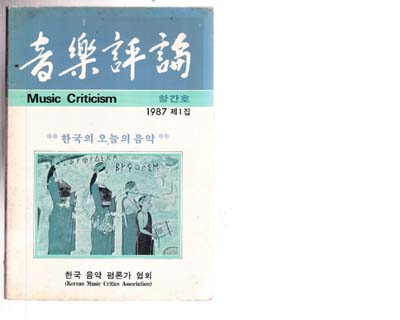 音樂評論
Music Criticism
창간호
1987 제1집
한국의 오늘의 음악
한국 음악 평론가 협회
(Korean Music Critics Association)